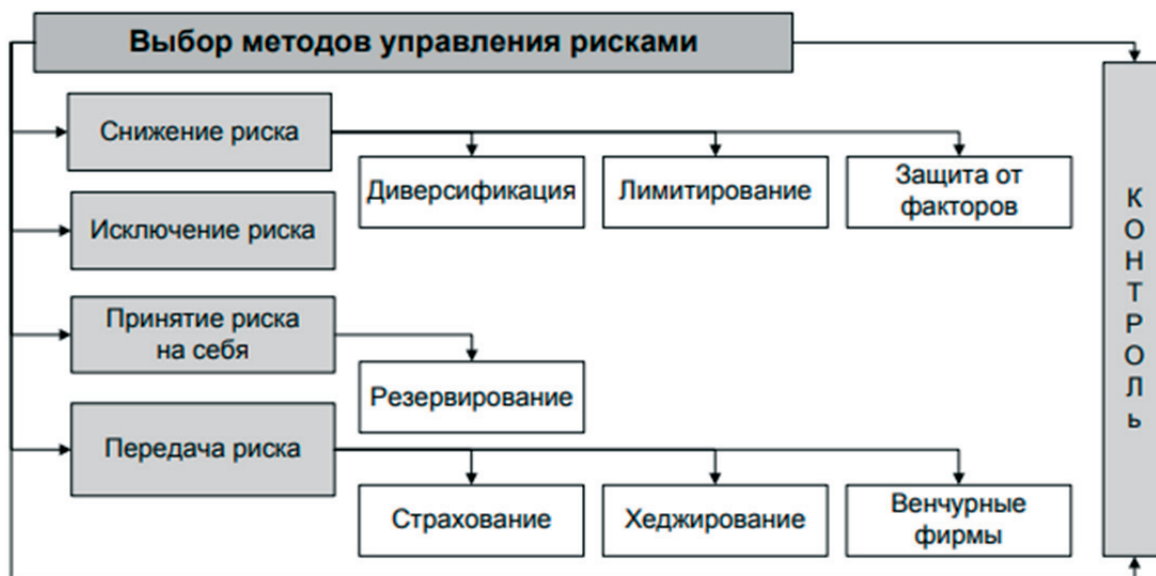 Выбор методов управления рисками
Снижение риска
Диверсификация
Лимитирование
Защита от
факторов
Исключение риска
Принятие риска
на себя
Резервирование
Передача риска
Страхование
Хеджирование
Венчурные
фирмы
К
О
Н
Т
Р
О
Л
ь